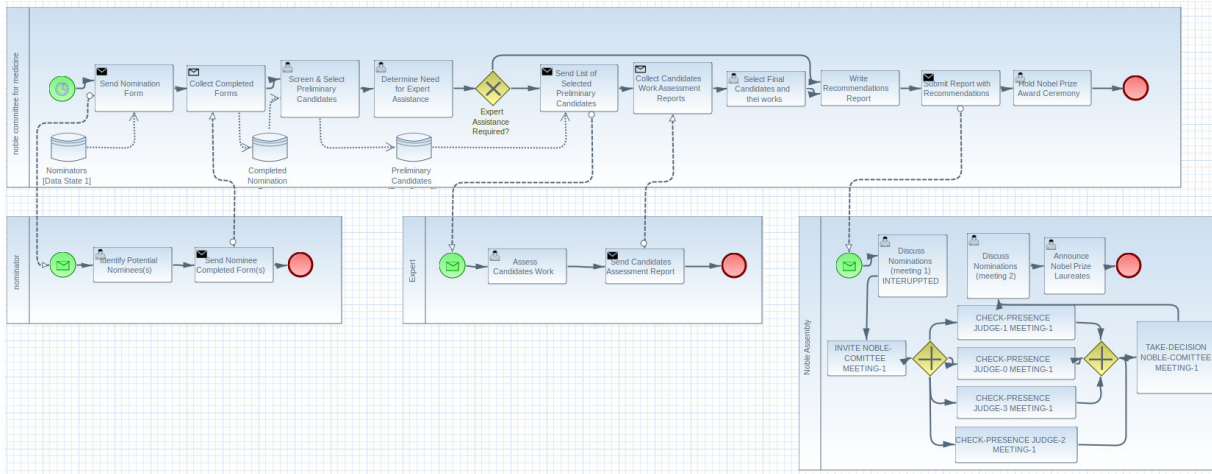 noble committee for medicine
Send Nomination
Form
Collect Completed
Forms
Screen & Select
Preliminary
Candidates
Determine Need
for Expert
Assistance
Expert
Assistance
Required?
Send List of
Selected
Preliminary
Candidates
Collect Candidates
Work Assessment
Reports
Select Final
Candidates and
thei works
Write
Recommendations
Report
Submit Report with
Recommendations
Hold Nobel Prize
Award Ceremony
Nominators
[Data State 1]
Completed
Nomination
Preliminary
Candidates
nominator
Identify Potential
Nominees(s)
Send Nominee
Completed Form(s)
Expert
Assess
Candidates Work
Send Candidates
Assessment Report
Noble Assembly
Discuss
Nominations
(meeting 1)
INTERUPPTED
Discuss
Nominations
(meeting 2)
Announce
Nobel Prize
Laureates
INVITE NOBLE-
COMITTEE
MEETING-1
CHECK-PRESENCE
JUDGE-1 MEETING-1
CHECK-PRESENCE
JUDGE-0 MEETING-1
CHECK-PRESENCE
JUDGE-3 MEETING-1
CHECK-PRESENCE JUDGE-2
MEETING-1
TAKE-DECISION
NOBLE-COMITTEE
MEETING-1